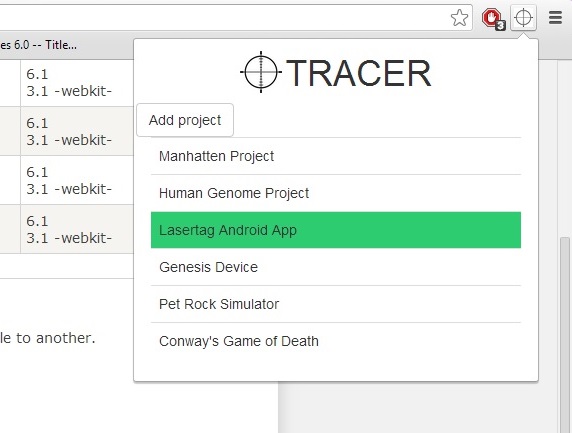 es 6.0 -- Title...
3
TRACER
Add project
Manhatten Project
Human Genome Project
Lasertag Android App
Genesis Device
Pet Rock Simulator
Conway's Game of Death
6.1
3.1 -webkit-
6.1
3.1 -webkit-
6.1
3.1 -webkit-
6.1
3.1 -webkit-
le to another.